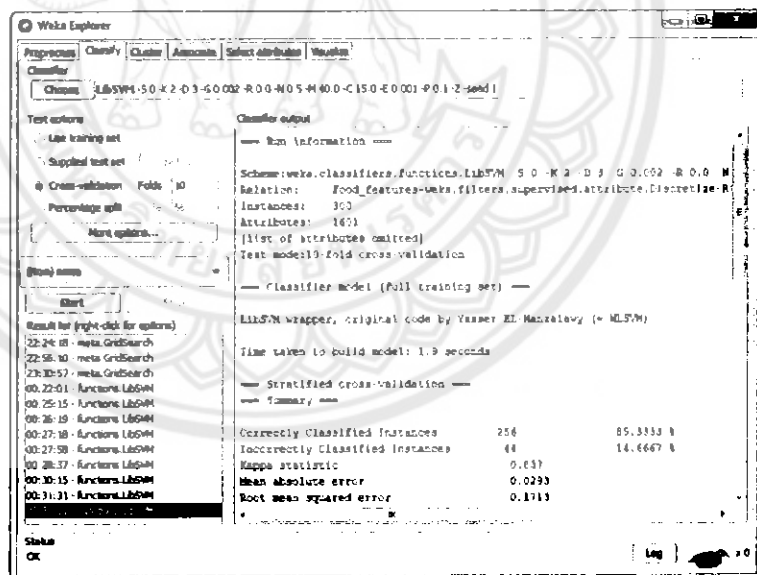 Weka Explorer
Preprocess Classify Cluster Associate Select attributes Visualize
Classifier
Choose LibSVM -S 0 -K 2 -D 3 -G 0.002 -R 0.0 -N 0.5 -M 40.0 -C 15.0 -E 0.001 -P 0.1 -Z -seed 1
Test options
Use training set
Supplied test set
Cross-validation Folds 10
Percentage split
More options...
(Nom) name
Start
Result list (right-click for options)
22:24:18 - meta.GridSearch
22:56:10 - meta.GridSearch
23:30:57 - meta.GridSearch
00:22:01 - functions.LibSVM
00:25:15 - functions.LibSVM
00:26:19 - functions.LibSVM
00:27:18 - functions.LibSVM
00:27:58 - functions.LibSVM
00:28:37 - functions.LibSVM
00:30:15 - functions.LibSVM
00:31:31 - functions.LibSVM
Classifier output
=== Run information ===
Scheme:weka.classifiers.functions.LibSVM -S 0 -K 2 -D 3 -G 0.002 -R 0.0 -N
Relation: Food_features-weka.filters.supervised.attribute.Discretize-R
Instances: 300
Attributes: 1601
[list of attributes omitted]
Test mode:10-fold cross-validation
=== Classifier model (full training set) ===
LibSVM wrapper, original code by Yasser EL-Manzalawy (= WLSVM)
Time taken to build model: 1.9 seconds
=== Stratified cross-validation ===
=== Summary ===
Correctly Classified Instances 256 85.3333 %
Incorrectly Classified Instances 44 14.6667 %
Kappa statistic
Mean absolute error 0.0293
Root mean squared error 0.1713
Status
OK
Log
x 0